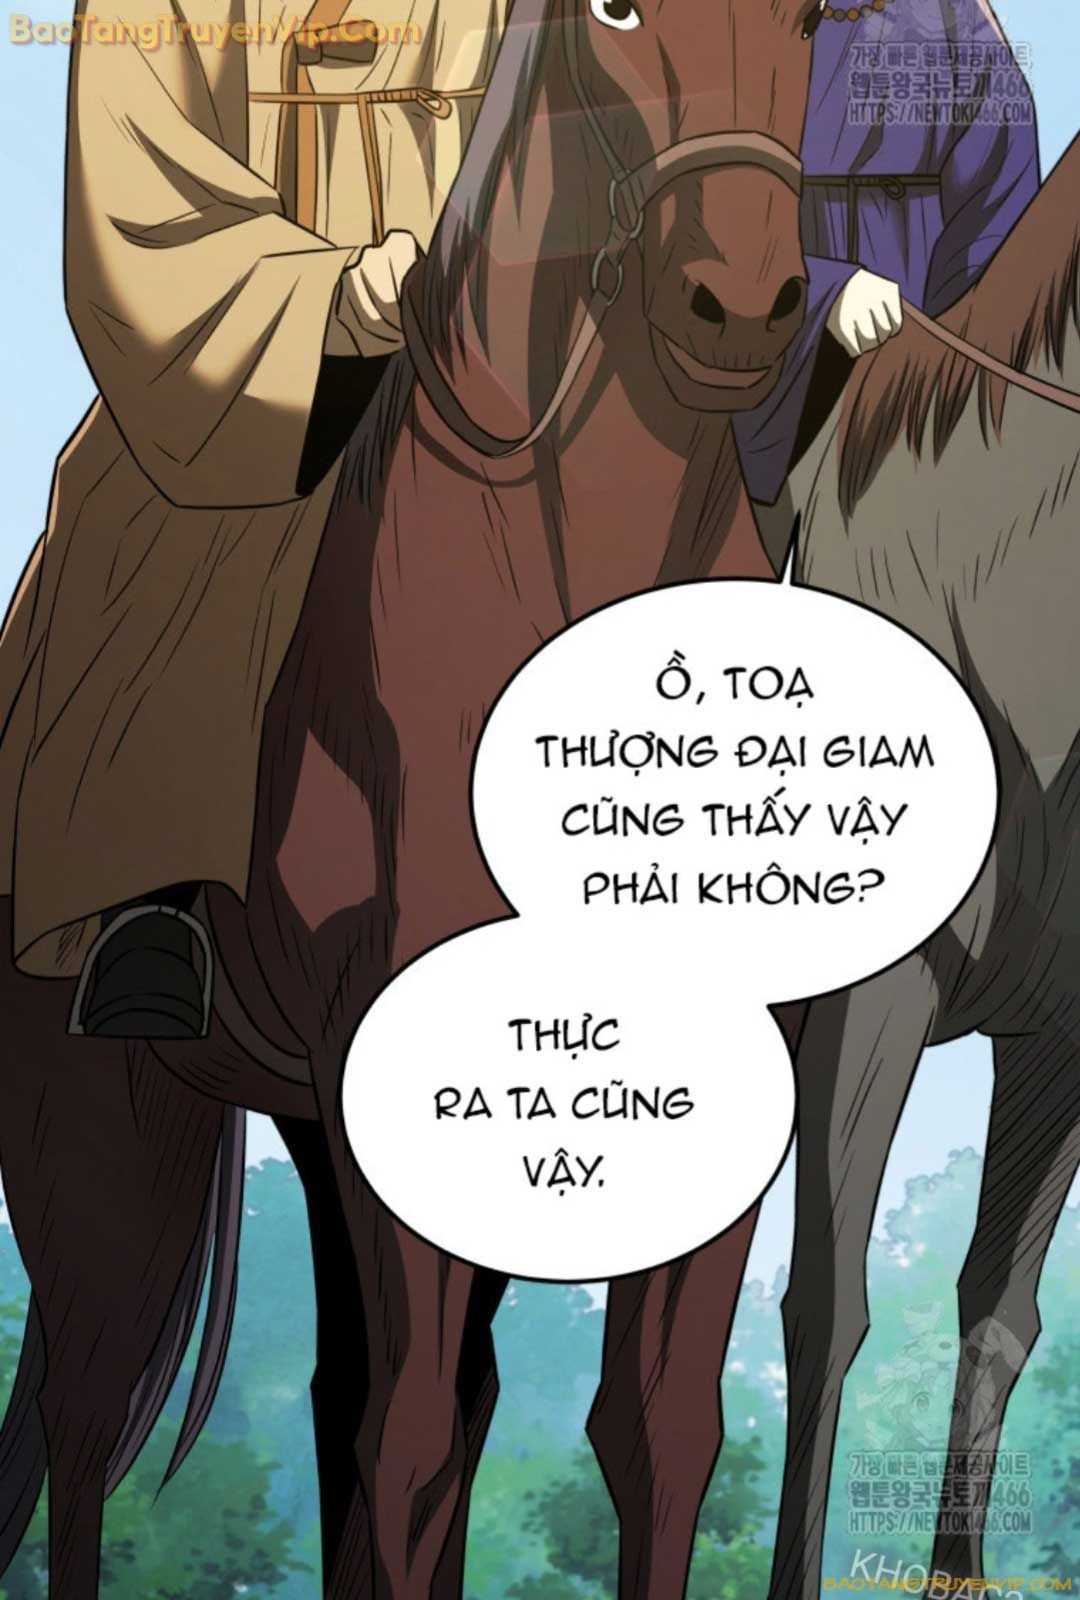 BaoTangTruyenVip.Com
가장 빠른 웹툰제공사이트
웹툰왕국뉴토끼466
HTTPS://NEWTOKI466.COM
Ồ, TOẠ
THƯỢNG ĐẠI GIAM
CŨNG THẤY VẬY
PHẢI KHÔNG?
THỰC
RA TA CŨNG
VẬY.
가장 빠른 웹툰제공사이트
웹툰왕국뉴토끼466
HTTPS://NEWTOKI466.COM
BAOTANGTRUYENVIP.COM